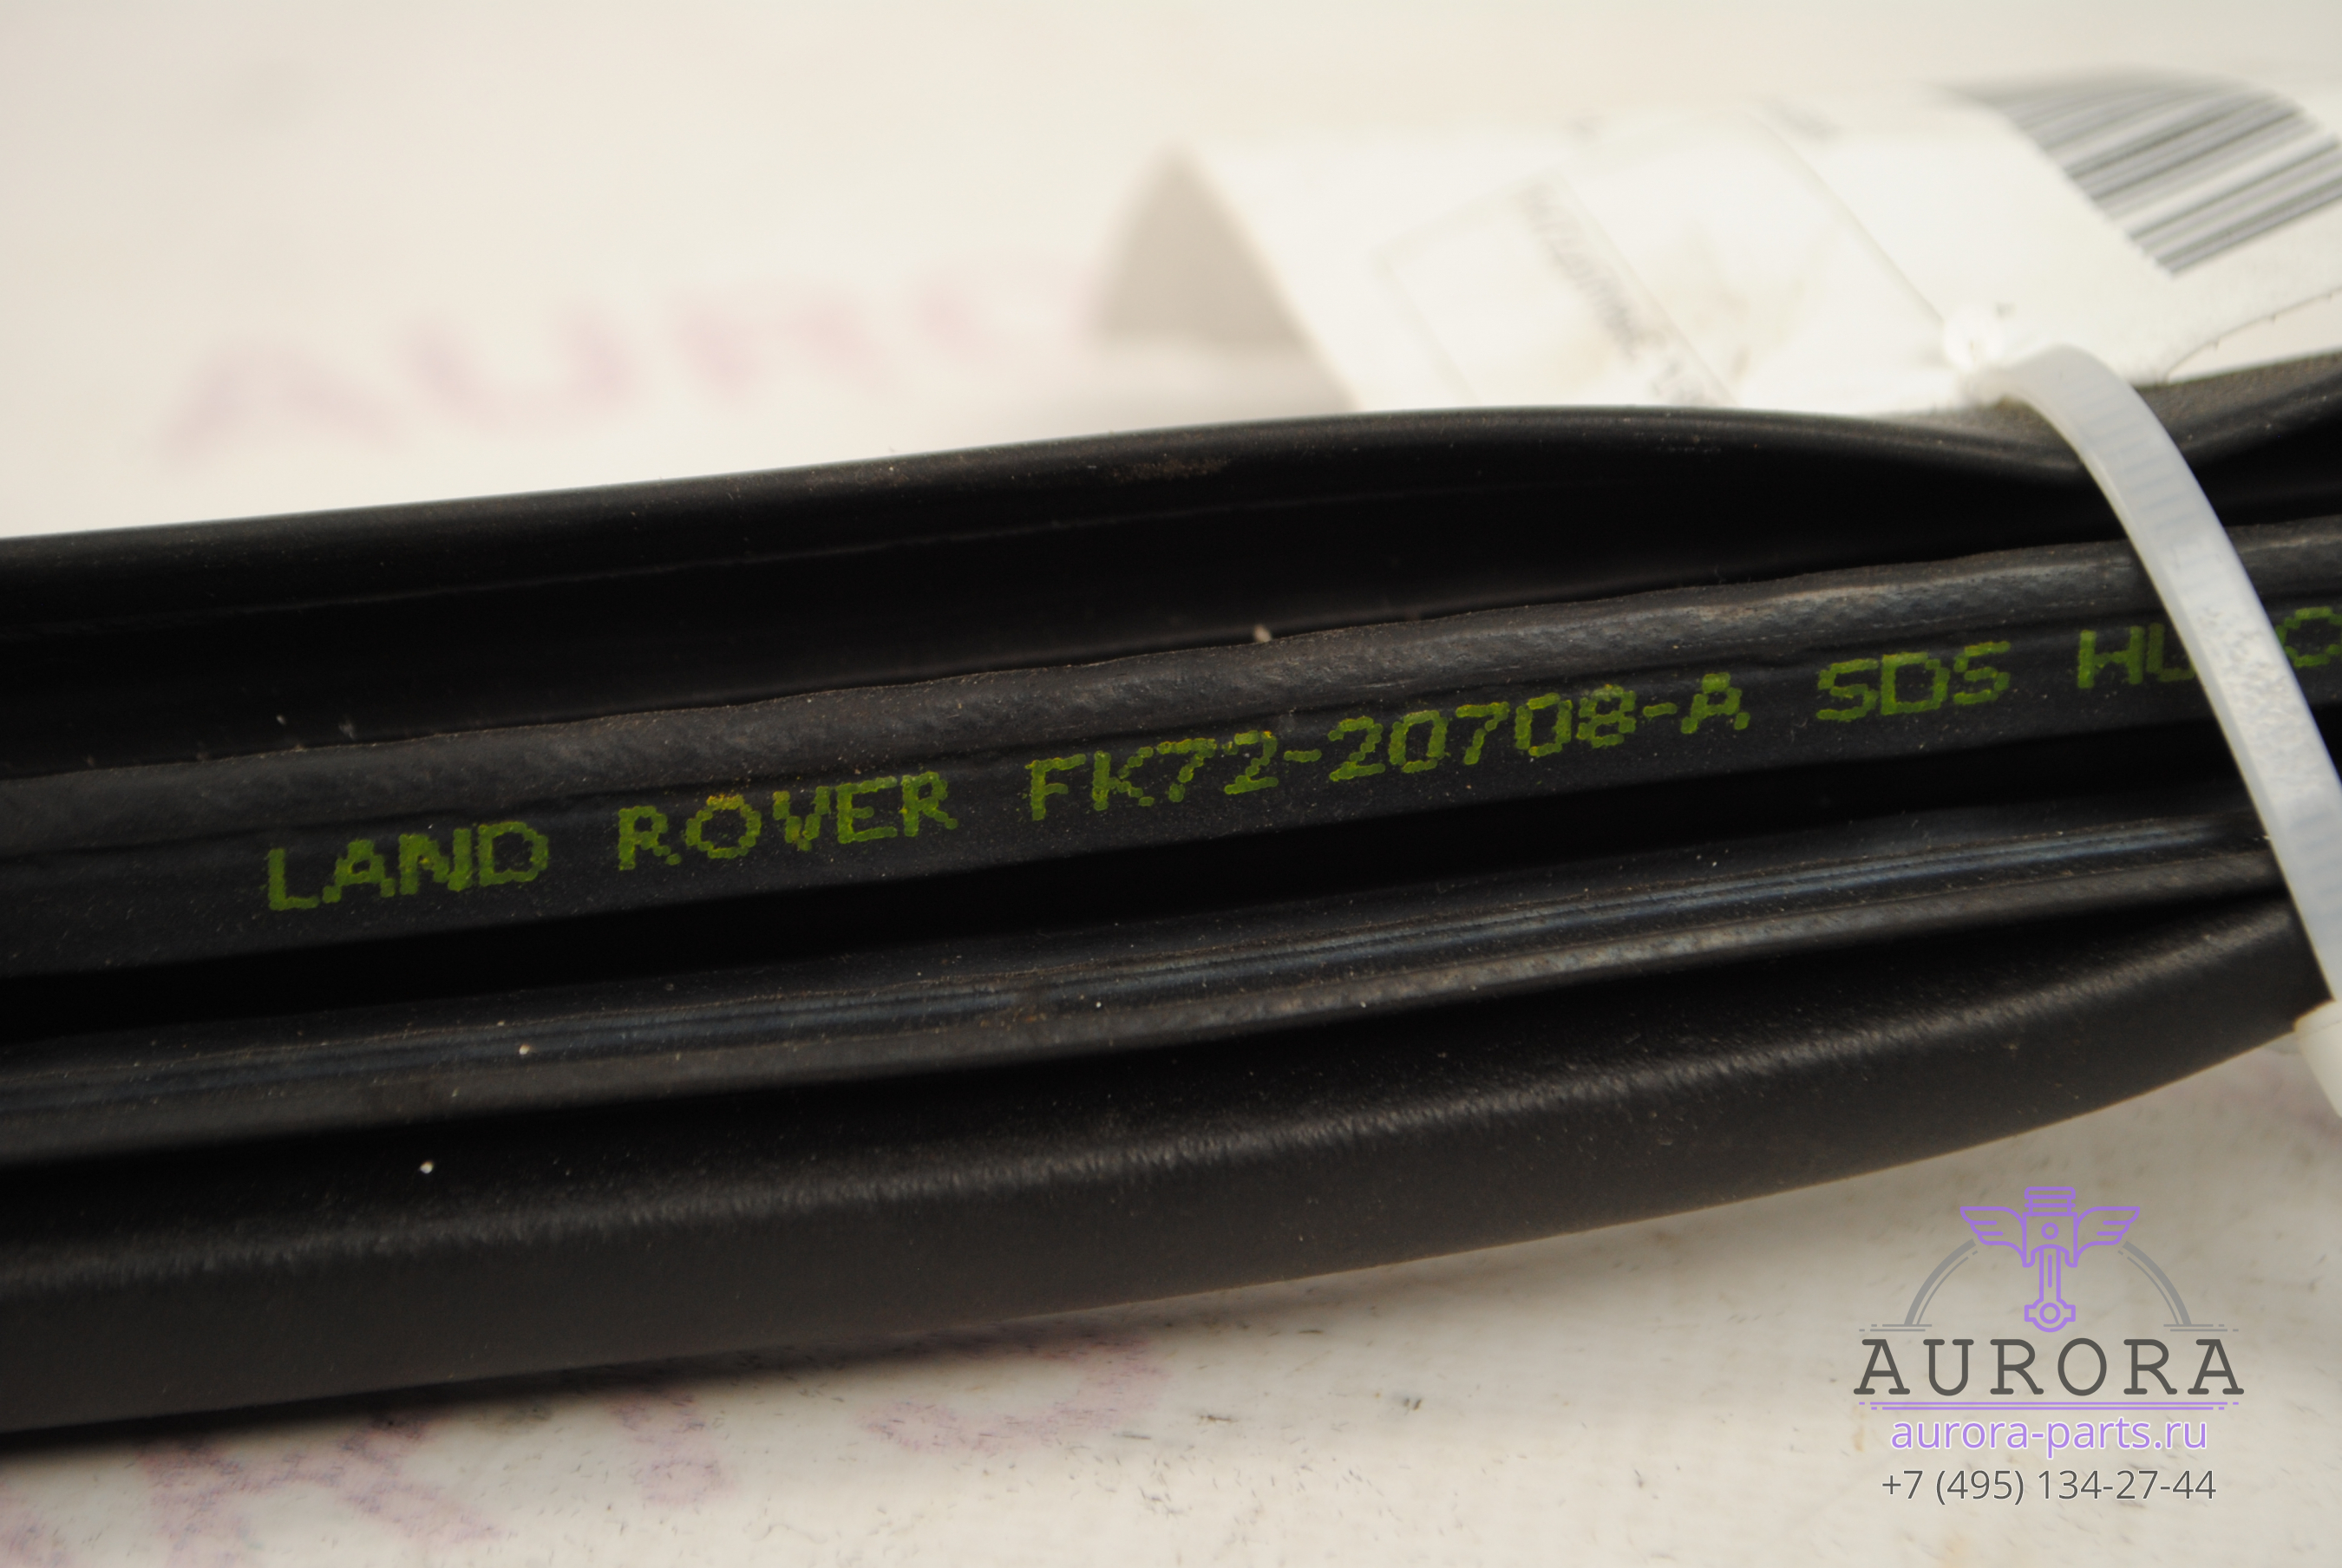 LAND ROVER FK72-20708-A SDS
AURORA
aurora-parts.ru
+7 (495) 134-27-44